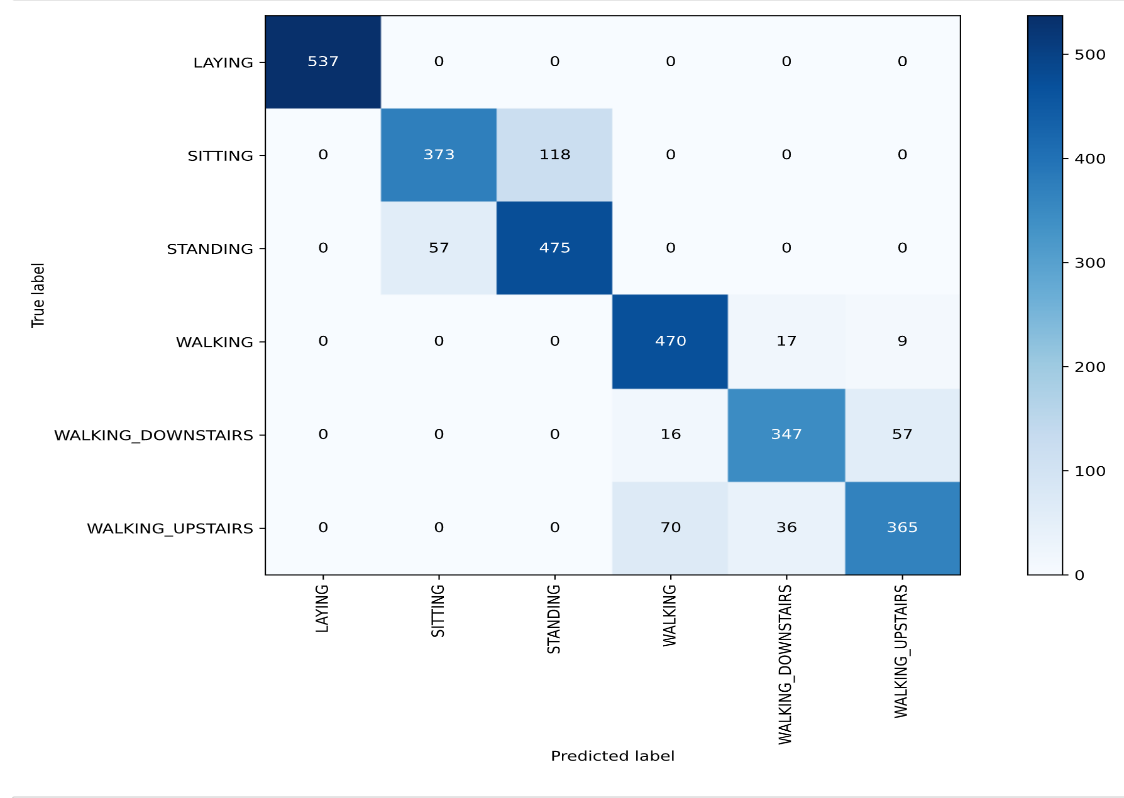 LAYING 537 0 0 0 0 0
SITTING 0 373 118 0 0 0
STANDING 0 57 475 0 0 0
WALKING 0 0 0 470 17 9
WALKING_DOWNSTAIRS 0 0 0 16 347 57
WALKING_UPSTAIRS 0 0 0 70 36 365
True label
LAYING
SITTING
STANDING
WALKING
WALKING_DOWNSTAIRS
WALKING_UPSTAIRS
Predicted label
500
400
300
200
100
0